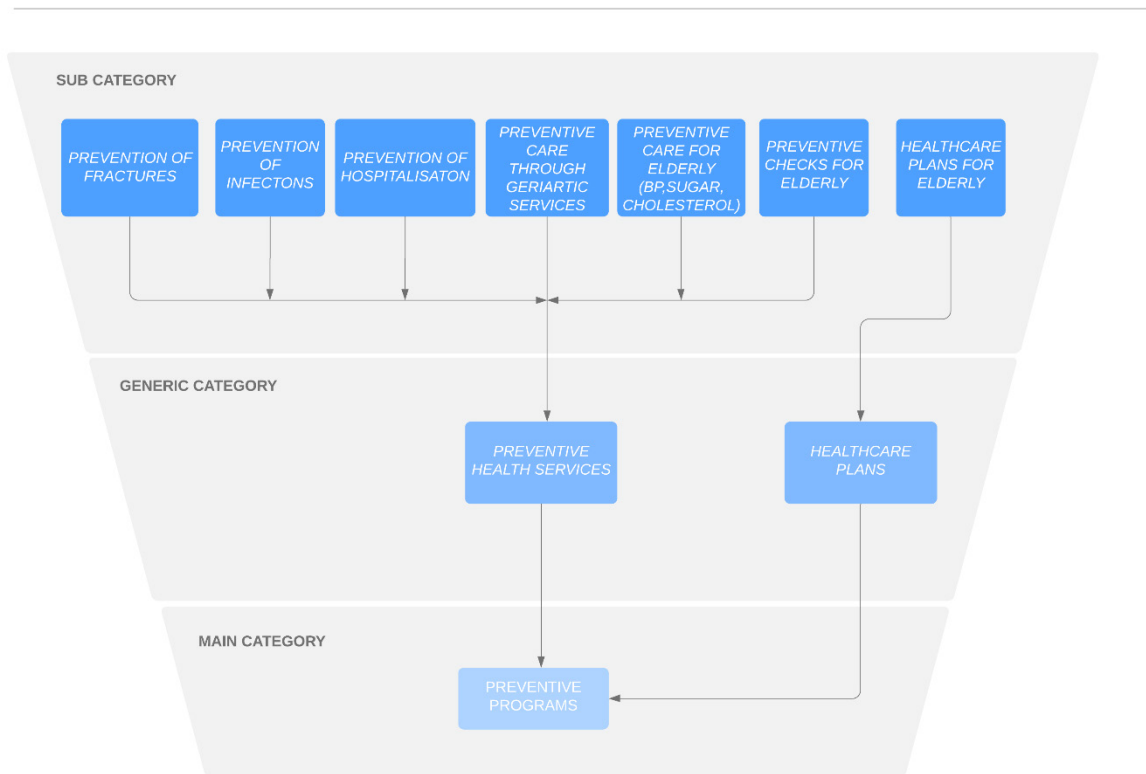 SUB CATEGORY
PREVENTION OF
FRACTURES
PREVENTION
OF
INFECTONS
PREVENTION OF
HOSPITALISATON
PREVENTIVE
CARE
THROUGH
GERIARTIC
SERVICES
PREVENTIVE
CARE FOR
ELDERLY
(BP,SUGAR,
CHOLESTEROL)
PREVENTIVE
CHECKS FOR
ELDERLY
HEALTHCARE
PLANS FOR
ELDERLY
GENERIC CATEGORY
PREVENTIVE
HEALTH SERVICES
HEALTHCARE
PLANS
MAIN CATEGORY
PREVENTIVE
PROGRAMS